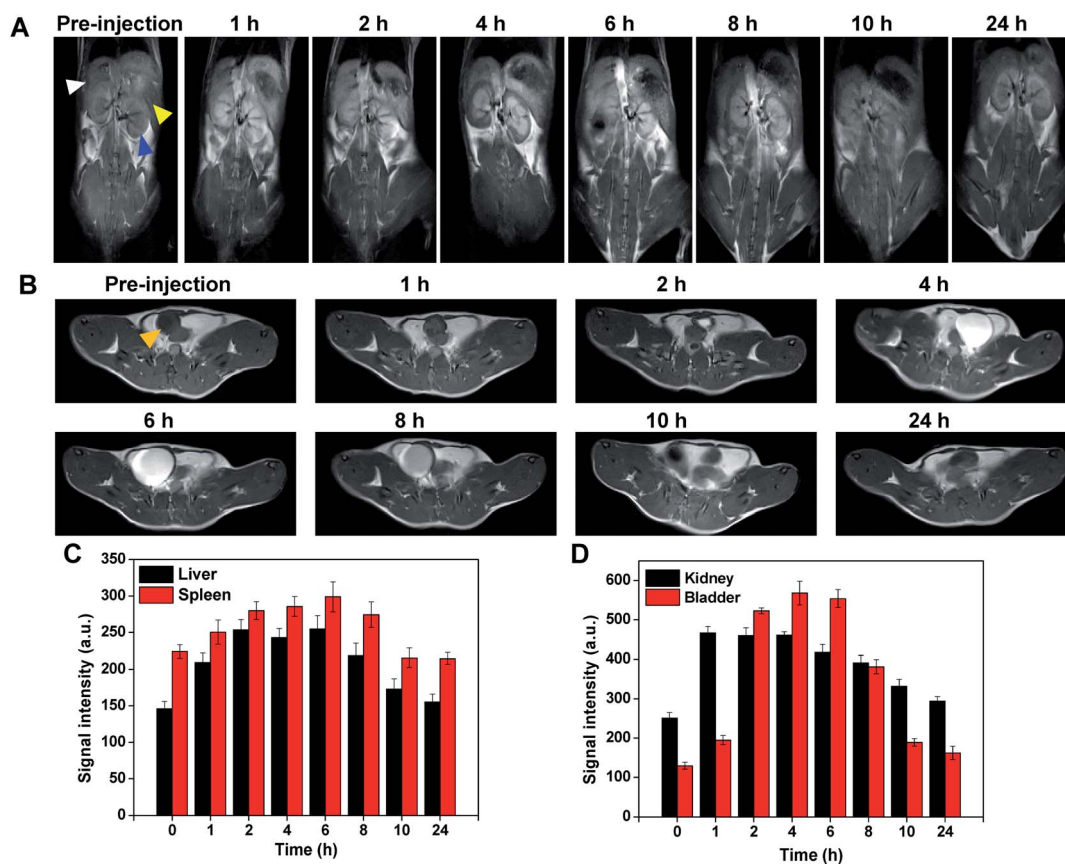 A
Pre-injection 1 h 2 h 4 h 6 h 8 h 10 h 24 h
B
Pre-injection 1 h 2 h 4 h
6 h 8 h 10 h 24 h
C
350
300
250
200
150
100
50
0
Signal intensity (a.u.)
Liver
Spleen
0 1 2 4 6 8 10 24
Time (h)
D
600
500
400
300
200
100
0
Signal intensity (a.u.)
Kidney
Bladder
0 1 2 4 6 8 10 24
Time (h)